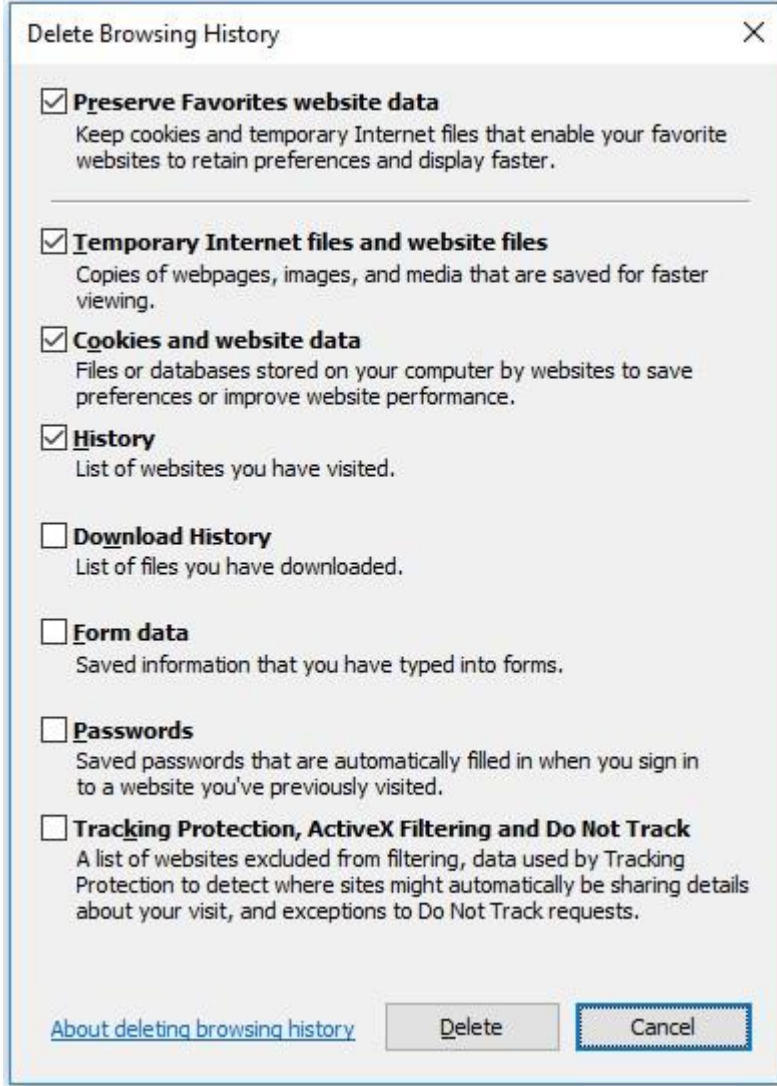 Delete Browsing History
Preserve Favorites website data
Keep cookies and temporary Internet files that enable your favorite
websites to retain preferences and display faster.
Temporary Internet files and website files
Copies of webpages, images, and media that are saved for faster
viewing.
Cookies and website data
Files or databases stored on your computer by websites to save
preferences or improve website performance.
History
List of websites you have visited.
Download History
List of files you have downloaded.
Form data
Saved information that you have typed into forms.
Passwords
Saved passwords that are automatically filled in when you sign in
to a website you've previously visited.
Tracking Protection, ActiveX Filtering and Do Not Track
A list of websites excluded from filtering, data used by Tracking
Protection to detect where sites might automatically be sharing details
about your visit, and exceptions to Do Not Track requests.
About deleting browsing history Delete Cancel